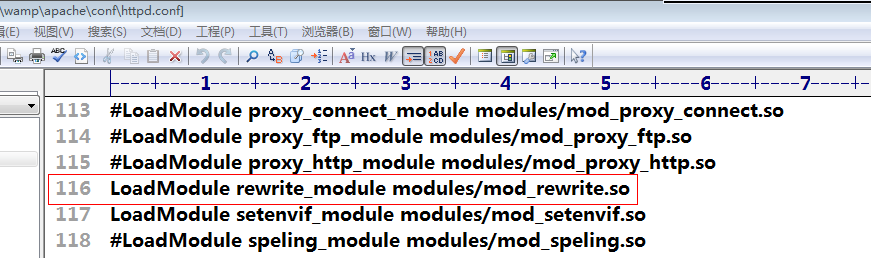 \wamp\apache\conf\httpd.conf]
(E) 视图(V) 搜索(S) 文档(D) 工程(P) 工具(T) 浏览器(B) 窗口(W) 帮助(H)
1 2 3 4 5 6 7
113 #LoadModule proxy_connect_module modules/mod_proxy_connect.so
114 #LoadModule proxy_ftp_module modules/mod_proxy_ftp.so
115 #LoadModule proxy_http_module modules/mod_proxy_http.so
116 LoadModule rewrite_module modules/mod_rewrite.so
117 LoadModule setenvif_module modules/mod_setenvif.so
118 #LoadModule speling_module modules/mod_speling.so